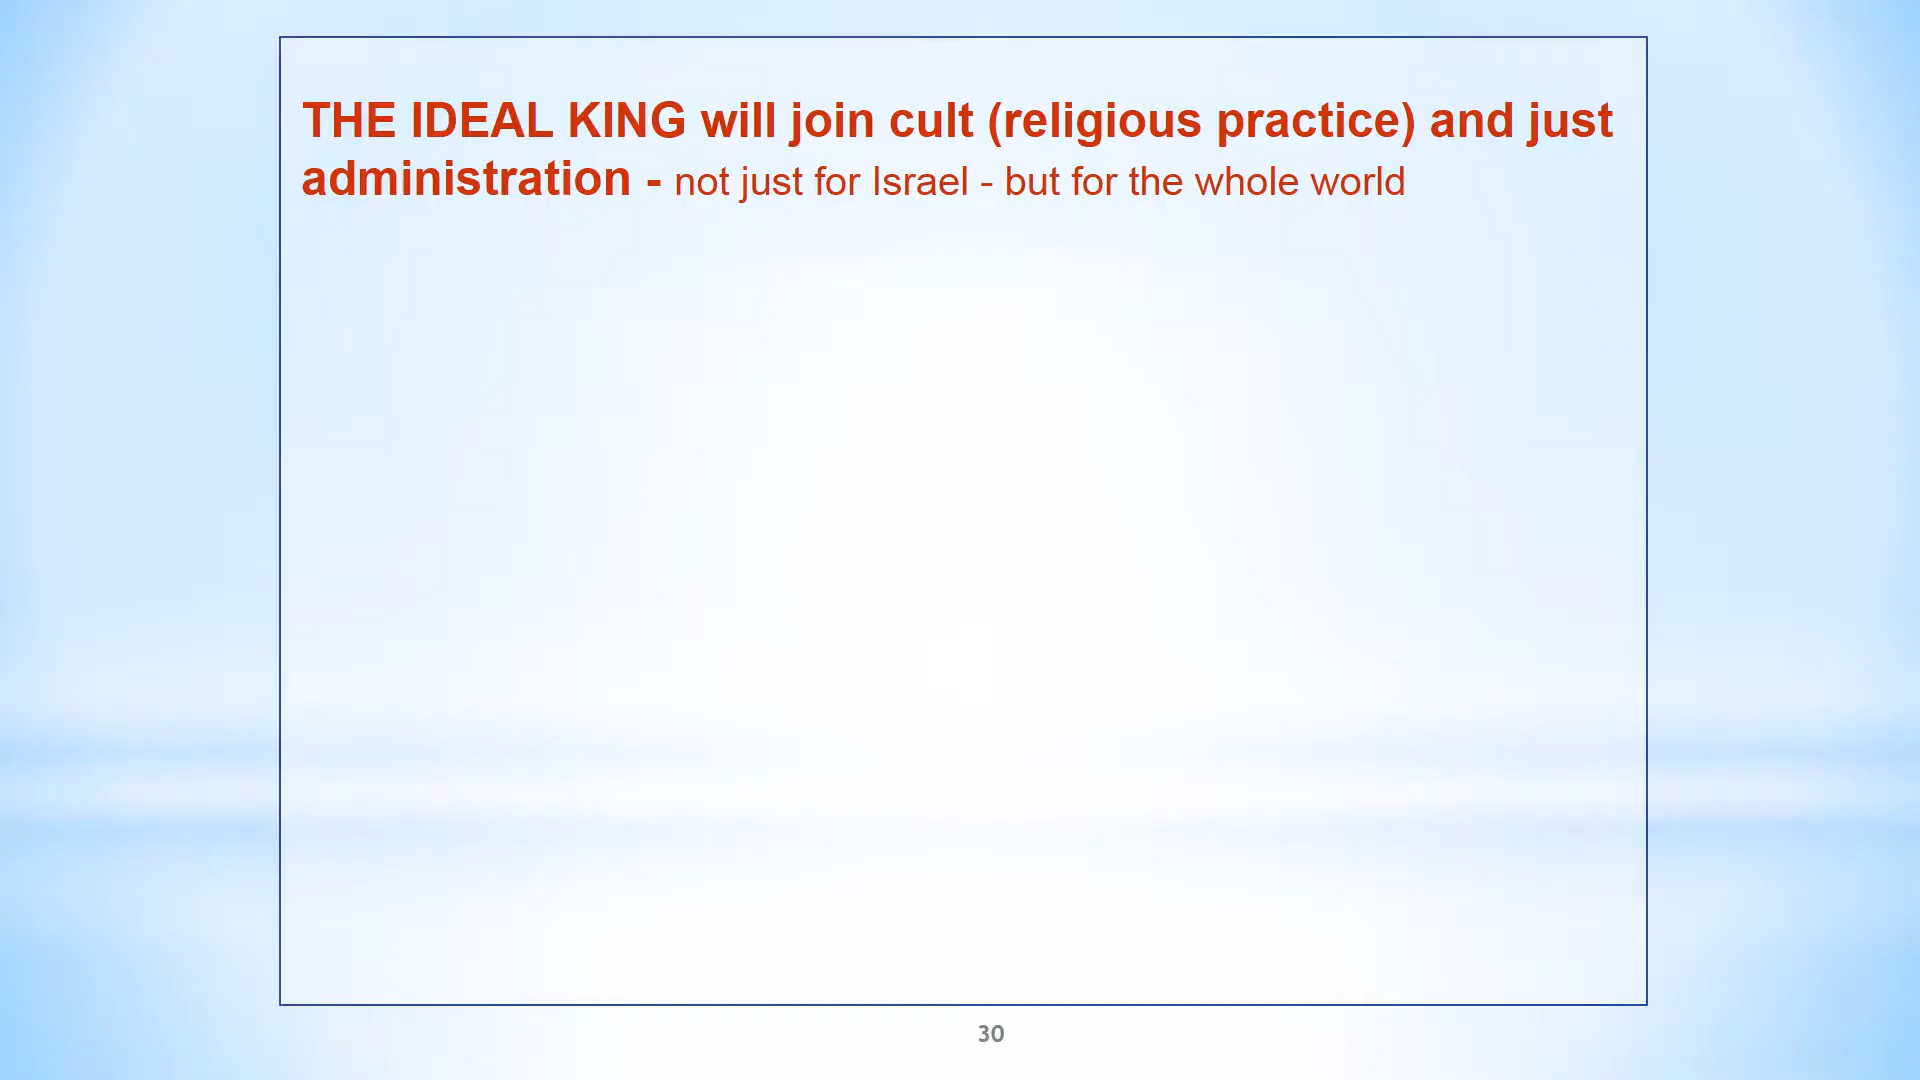 THE IDEAL KING will join cult (religious practice) and just
administration - not just for Israel - but for the whole world
30